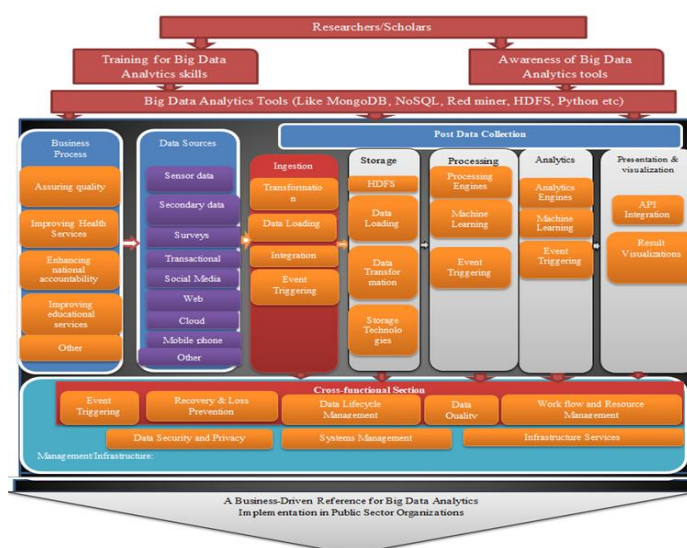 Researchers/Scholars
Training for Big Data
Analytics skills
Awareness of Big Data
Analytics tools
Big Data Analytics Tools (Like MongoDB, NoSQL, Red miner, HDFS, Python etc)
Post Data Collection
Business
Process
Assuring quality
Improving Health
Services
Enhancing
national
accountability
Improving
educational
services
Other
Data Sources
Sensor data
Secondary data
Surveys
Transactional
Social Media
Web
Cloud
Mobile phone
Other
Ingestion
Transformatio
n
Data Loading
Integration
Event
Triggering
Storage
HDFS
Data
Loading
Data
Transfor
mation
Storage
Technolo
gies
Processing
Processing
Engines
Machine
Learning
Event
Triggering
Analytics
Analytics
Engines
Machine
Learning
Event
Triggering
Presentation &
visualization
API
Integration
Result
Visualizations
Cross-functional Section
Event
Triggering
Recovery & Loss
Prevention
Data Lifecycle
Management
Data
Quality
Work flow and Resource
Management
Data Security and Privacy
Systems Management
Infrastructure Services
Management/Infrastructure:
A Business-Driven Reference for Big Data Analytics
Implementation in Public Sector Organizations